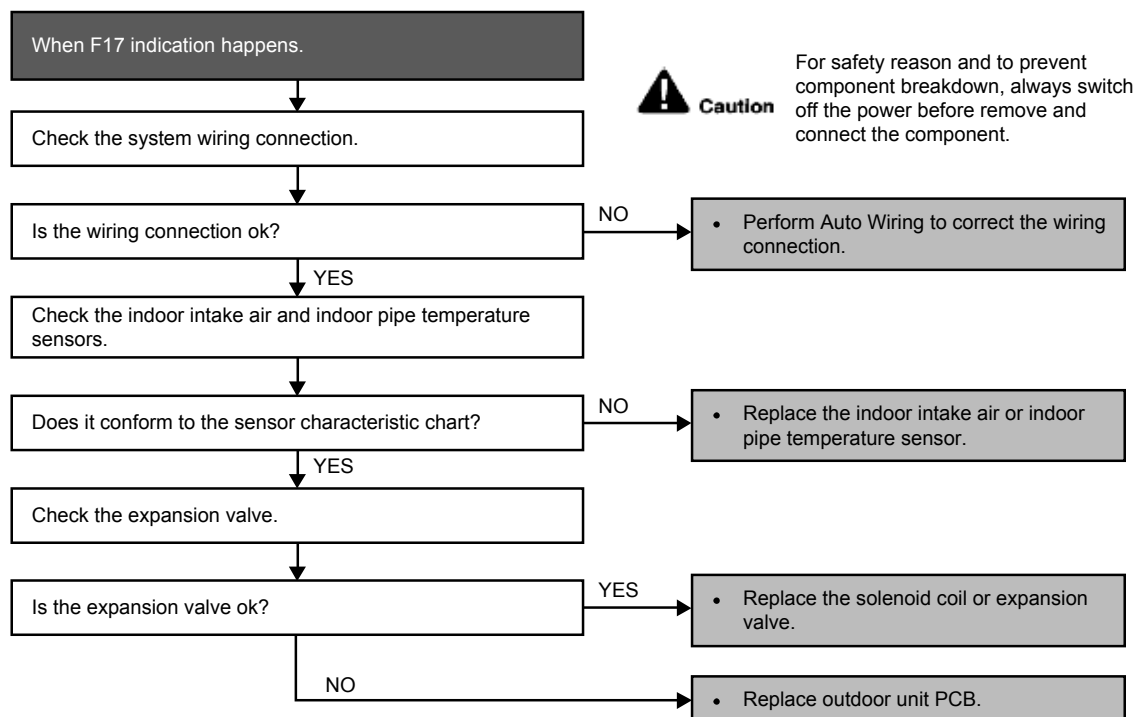 When F17 indication happens.
Caution
For safety reason and to prevent
component breakdown, always switch
off the power before remove and
connect the component.
Check the system wiring connection.
Is the wiring connection ok?
NO
• Perform Auto Wiring to correct the wiring
connection.
YES
Check the indoor intake air and indoor pipe temperature
sensors.
Does it conform to the sensor characteristic chart?
NO
• Replace the indoor intake air or indoor
pipe temperature sensor.
YES
Check the expansion valve.
Is the expansion valve ok?
YES
• Replace the solenoid coil or expansion
valve.
NO
• Replace outdoor unit PCB.